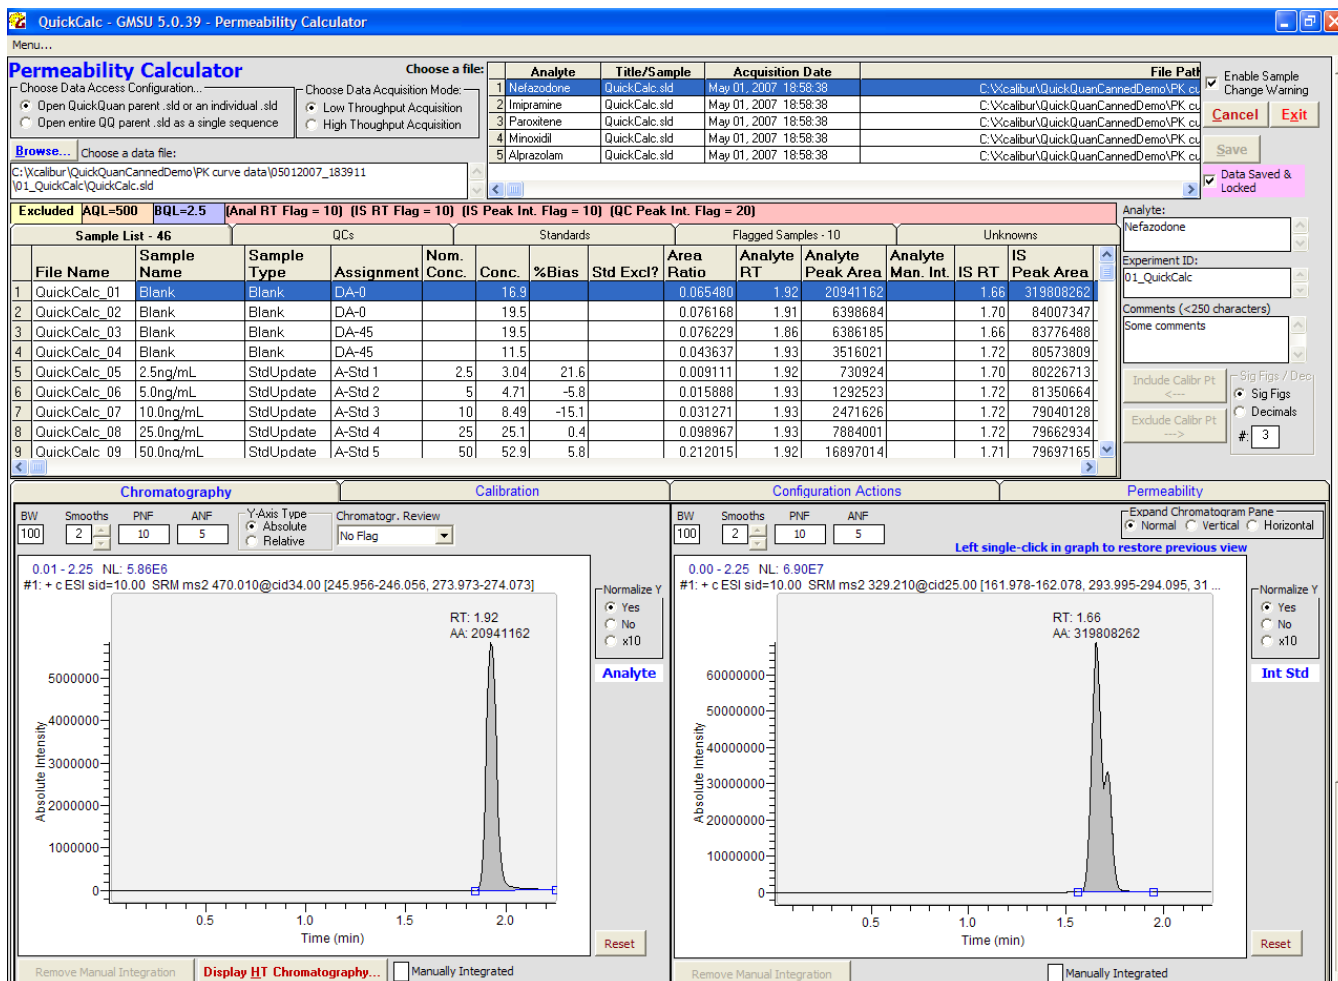 QuickCalc - GMSU 5.0.39 - Permeability Calculator
Menu...
Permeability Calculator
Choose a file:
Choose Data Access Configuration...
Open QuickQuan parent .sld or an individual .sld
Open entire QQ parent .sld as a single sequence
Choose Data Acquisition Mode:
Low Throughput Acquisition
High Thoughput Acquisition
Browse... Choose a data file:
C:\Xcalibur\QuickQuanCannedDemo\PK curve data\05012007_183911
\01_QuickCalc\QuickCalc.sld
Analyte Title/Sample Acquisition Date File Path
1 Nefazodone QuickCalc.sld May 01, 2007 18:58:38 C:\Xcalibur\QuickQuanCannedDemo\PK cu
2 Imipramine QuickCalc.sld May 01, 2007 18:58:38 C:\Xcalibur\QuickQuanCannedDemo\PK cu
3 Paroxitene QuickCalc.sld May 01, 2007 18:58:38 C:\Xcalibur\QuickQuanCannedDemo\PK cu
4 Minoxidil QuickCalc.sld May 01, 2007 18:58:38 C:\Xcalibur\QuickQuanCannedDemo\PK cu
5 Alprazolam QuickCalc.sld May 01, 2007 18:58:38 C:\Xcalibur\QuickQuanCannedDemo\PK cu
Enable Sample
Change Warning
Cancel Exit
Save
Data Saved &
Locked
Excluded AQL=500 BQL=2.5 (Anal RT Flag = 10) (IS RT Flag = 10) (IS Peak Int. Flag = 10) (QC Peak Int. Flag = 20)
Sample List - 46 QCs Standards Flagged Samples - 10 Unknowns
File Name Sample Name Sample Type Assignment Nom. Conc. Conc. %Bias Std Excl? Area Ratio Analyte RT Analyte Peak Area Analyte Man. Int. IS RT IS Peak Area
1 QuickCalc_01 Blank Blank DA-0 16.9 0.065480 1.92 20941162 1.66 319808262
2 QuickCalc_02 Blank Blank DA-0 19.5 0.076168 1.91 6398684 1.70 84007347
3 QuickCalc_03 Blank Blank DA-45 19.5 0.076229 1.86 6386185 1.66 83776488
4 QuickCalc_04 Blank Blank DA-45 11.5 0.043637 1.93 3516021 1.72 80573809
5 QuickCalc_05 2.5ng/mL StdUpdate A-Std 1 2.5 3.04 21.6 0.009111 1.92 730924 1.70 80226713
6 QuickCalc_06 5.0ng/mL StdUpdate A-Std 2 5 4.71 -5.8 0.015888 1.93 1292523 1.72 81350664
7 QuickCalc_07 10.0ng/mL StdUpdate A-Std 3 10 8.49 -15.1 0.031271 1.93 2471626 1.72 79040128
8 QuickCalc_08 25.0ng/mL StdUpdate A-Std 4 25 25.1 0.4 0.098967 1.93 7884001 1.72 79662934
9 QuickCalc_09 50.0ng/mL StdUpdate A-Std 5 50 52.9 5.8 0.212015 1.92 16897014 1.71 79697165
Analyte:
Nefazodone
Experiment ID:
01_QuickCalc
Comments (<250 characters)
Some comments
Include Calibr Pt
<---
Exclude Calibr Pt
--->
Sig Figs / Dec
Sig Figs
Decimals
#: 3
Chromatography Calibration Configuration Actions Permeability
BW Smooths PNF ANF
100 2 10 5
Y-Axis Type
Absolute
Relative
Chromatogr. Review
No Flag
0.01 - 2.25 NL: 5.86E6
#1: + c ESI sid=10.00 SRM ms2 470.010@cid34.00 [245.956-246.056, 273.973-274.073]
RT: 1.92
AA: 20941162
5000000
4000000
3000000
2000000
1000000
0
Absolute Intensity
0.5 1.0 1.5 2.0
Time (min)
Normalize Y
Yes
No
x10
Analyte
Reset
Remove Manual Integration Display HT Chromatography... Manually Integrated
BW Smooths PNF ANF
100 2 10 5
Expand Chromatogram Pane
Normal Vertical Horizontal
Left single-click in graph to restore previous view
0.00 - 2.25 NL: 6.90E7
#1: + c ESI sid=10.00 SRM ms2 329.210@cid25.00 [161.978-162.078, 293.995-294.095, 31 ...
RT: 1.66
AA: 319808262
60000000
50000000
40000000
30000000
20000000
10000000
0
Absolute Intensity
0.5 1.0 1.5 2.0
Time (min)
Normalize Y
Yes
No
x10
Int Std
Reset
Remove Manual Integration Manually Integrated